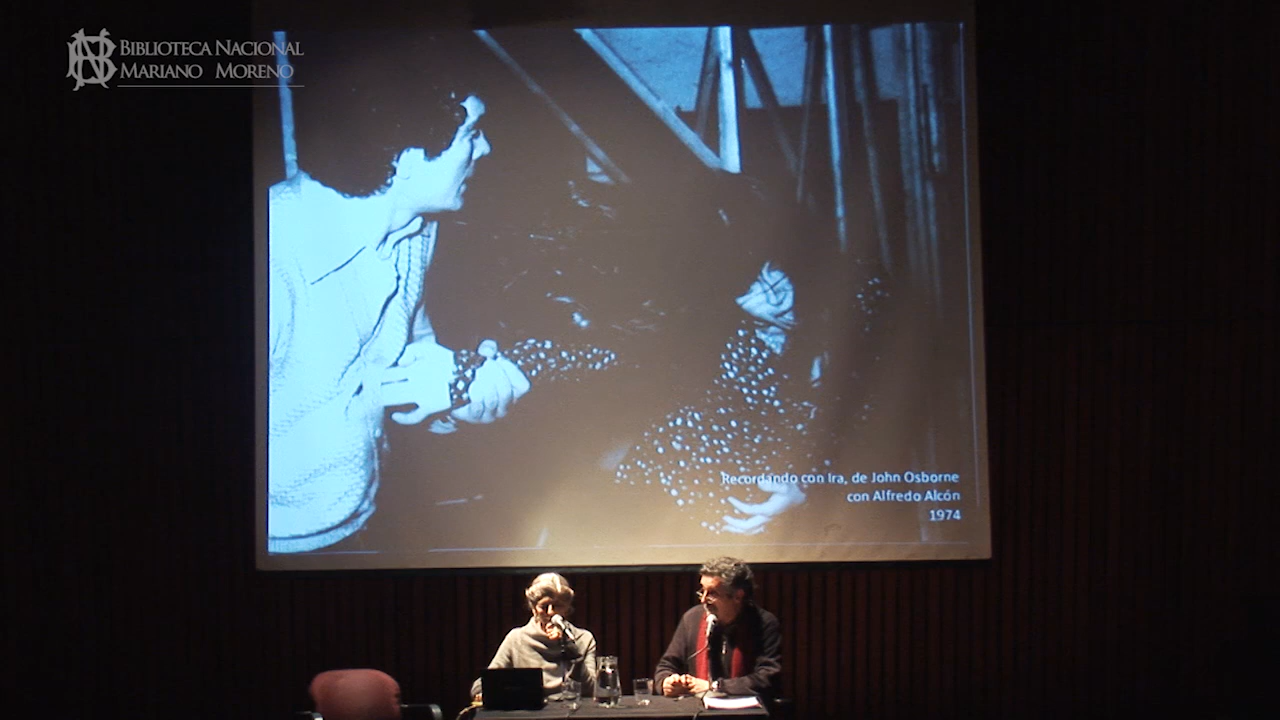 BIBLIOTECA NACIONAL
MARIANO MORENO
Recordando con Ira, de John Osborne
con Alfredo Alcón
1974